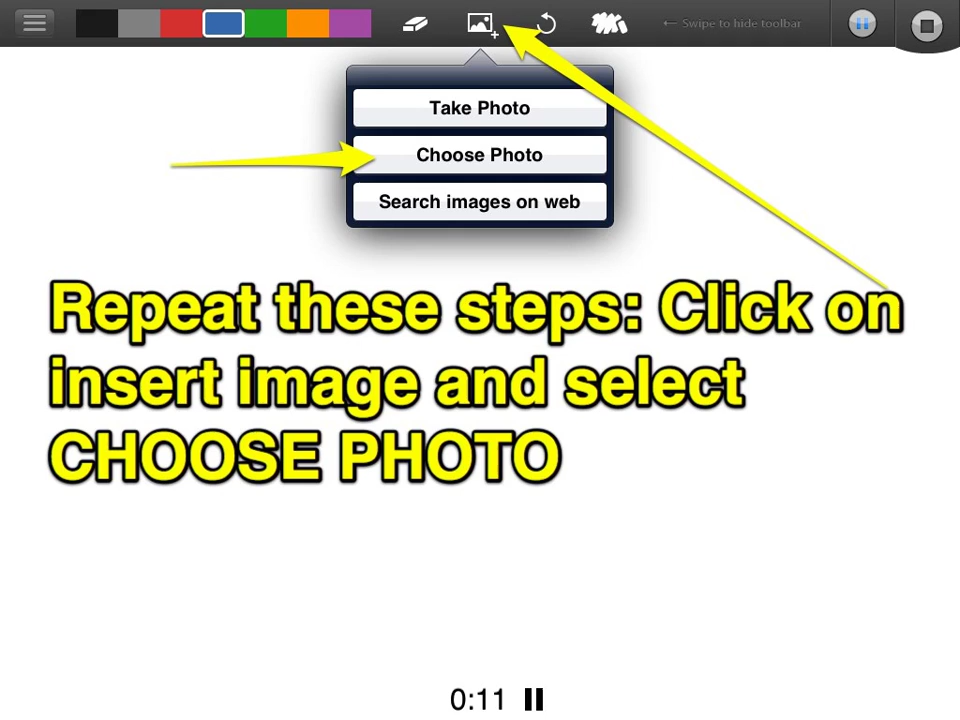 ← Swipe to hide toolbar
Take Photo
Choose Photo
Search images on web
Repeat these steps: Click on
insert image and select
CHOOSE PHOTO
0:11